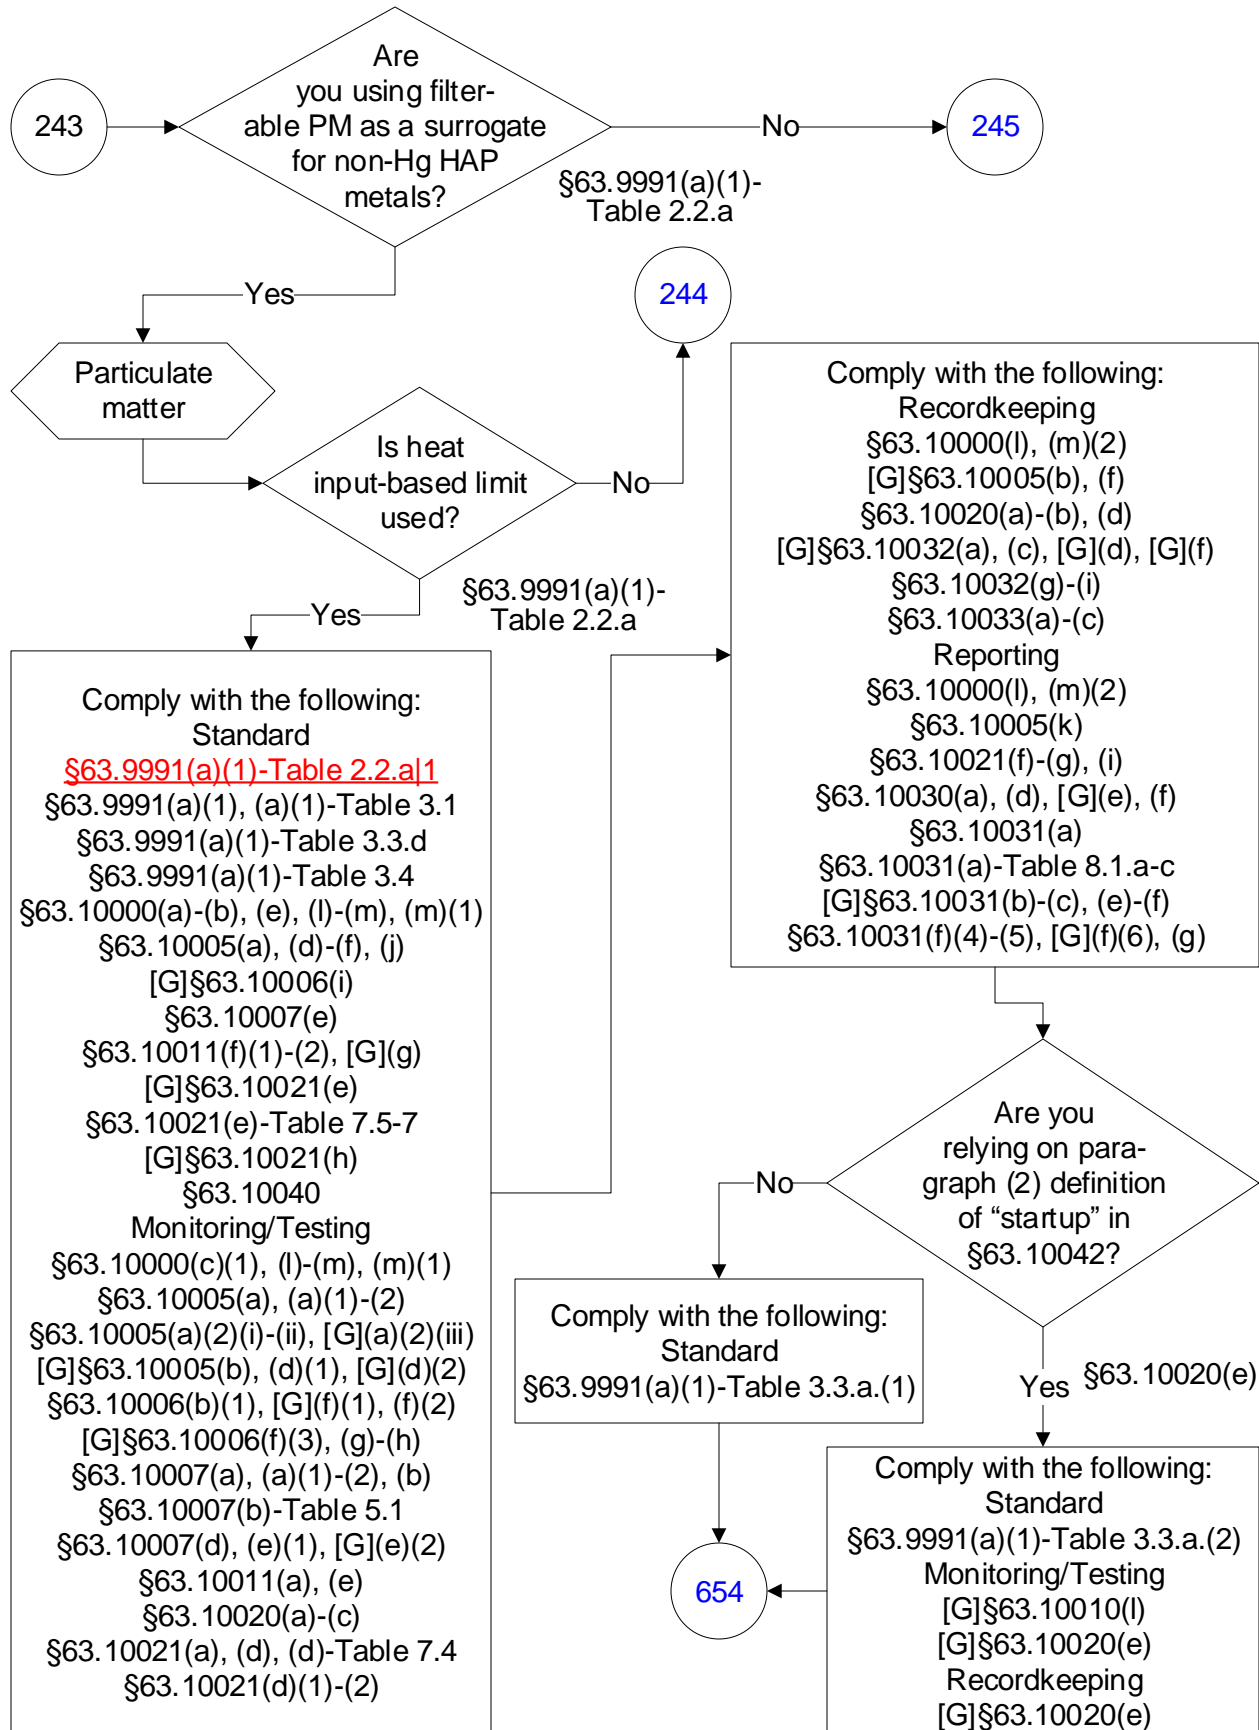 243
Are
you using filter-
able PM as a surrogate
for non-Hg HAP
metals?
No
245
§63.9991(a)(1)-
Table 2.2.a
Yes
244
Particulate
matter
Is heat
input-based limit
used?
No
§63.9991(a)(1)-
Table 2.2.a
Yes
Comply with the following:
Standard
§63.9991(a)(1)-Table 2.2.a|1
§63.9991(a)(1), (a)(1)-Table 3.1
§63.9991(a)(1)-Table 3.3.d
§63.9991(a)(1)-Table 3.4
§63.10000(a)-(b), (e), (l)-(m), (m)(1)
§63.10005(a), (d)-(f), (j)
[G]§63.10006(i)
§63.10007(e)
§63.10011(f)(1)-(2), [G](g)
[G]§63.10021(e)
§63.10021(e)-Table 7.5-7
[G]§63.10021(h)
§63.10040
Monitoring/Testing
§63.10000(c)(1), (l)-(m), (m)(1)
§63.10005(a), (a)(1)-(2)
§63.10005(a)(2)(i)-(ii), [G](a)(2)(iii)
[G]§63.10005(b), (d)(1), [G](d)(2)
§63.10006(b)(1), [G](f)(1), (f)(2)
[G]§63.10006(f)(3), (g)-(h)
§63.10007(a), (a)(1)-(2), (b)
§63.10007(b)-Table 5.1
§63.10007(d), (e)(1), [G](e)(2)
§63.10011(a), (e)
§63.10020(a)-(c)
§63.10021(a), (d), (d)-Table 7.4
§63.10021(d)(1)-(2)
Comply with the following:
Recordkeeping
§63.10000(l), (m)(2)
[G]§63.10005(b), (f)
§63.10020(a)-(b), (d)
[G]§63.10032(a), (c), [G](d), [G](f)
§63.10032(g)-(i)
§63.10033(a)-(c)
Reporting
§63.10000(l), (m)(2)
§63.10005(k)
§63.10021(f)-(g), (i)
§63.10030(a), (d), [G](e), (f)
§63.10031(a)
§63.10031(a)-Table 8.1.a-c
[G]§63.10031(b)-(c), (e)-(f)
§63.10031(f)(4)-(5), [G](f)(6), (g)
Are you
relying on para-
graph (2) definition
of “startup” in
§63.10042?
No
Comply with the following:
Standard
§63.9991(a)(1)-Table 3.3.a.(1)
Yes
§63.10020(e)
Comply with the following:
Standard
§63.9991(a)(1)-Table 3.3.a.(2)
Monitoring/Testing
[G]§63.10010(l)
[G]§63.10020(e)
Recordkeeping
[G]§63.10020(e)
654